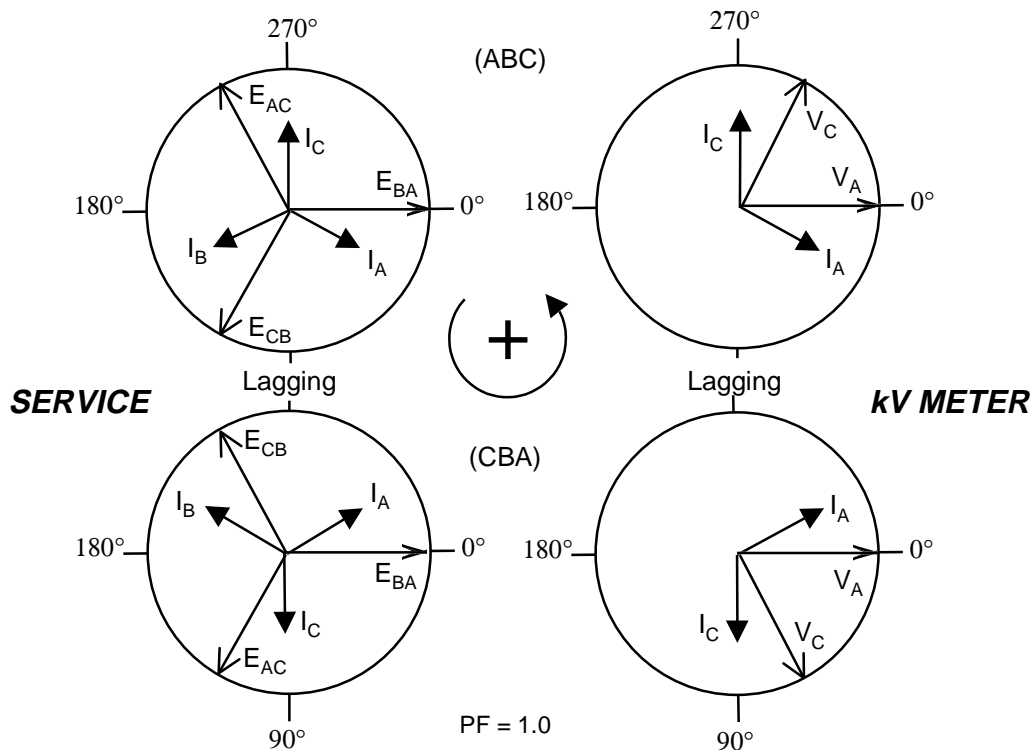 270°
(ABC)
270°
E_AC
I_C
E_BA
180°
0°
I_B
I_A
E_CB
I_C
V_C
V_A
180°
0°
I_A
+
Lagging
Lagging
SERVICE
kV METER
(CBA)
E_CB
I_B
I_A
180°
0°
E_BA
I_C
E_AC
I_A
180°
0°
V_A
I_C
V_C
90°
PF = 1.0
90°